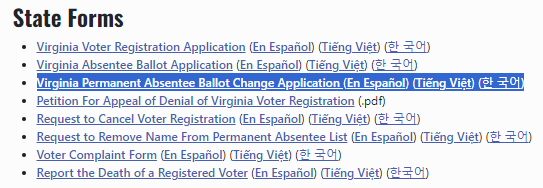 State Forms
Virginia Voter Registration Application (En Español) (Tiếng Việt) (한 국어)
Virginia Absentee Ballot Application (En Español) (Tiếng Việt) (한 국어)
Virginia Permanent Absentee Ballot Change Application (En Español) (Tiếng Việt) (한 국어)
Petition For Appeal of Denial of Virginia Voter Registration (.pdf)
Request to Cancel Voter Registration (En Español) (Tiếng Việt) (한 국어)
Request to Remove Name From Permanent Absentee List (En Español) (Tiếng Việt) (한 국어)
Voter Complaint Form (En Español) (Tiếng Việt) (한 국어)
Report the Death of a Registered Voter (En Español) (Tiếng Việt) (한국어)